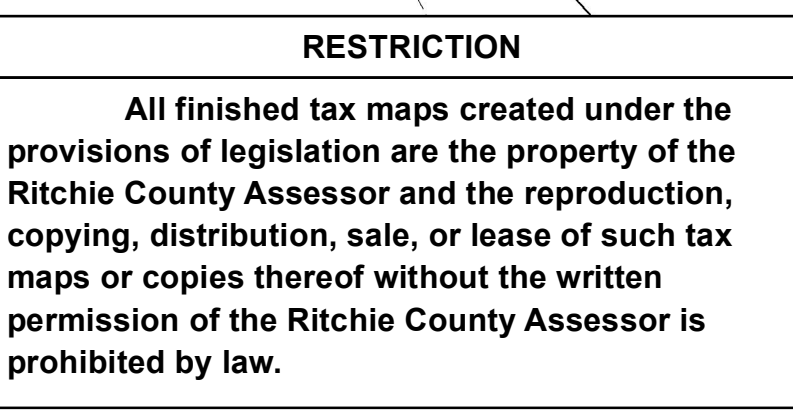 RESTRICTION
All finished tax maps created under the
provisions of legislation are the property of the
Ritchie County Assessor and the reproduction,
copying, distribution, sale, or lease of such tax
maps or copies thereof without the written
permission of the Ritchie County Assessor is
prohibited by law.